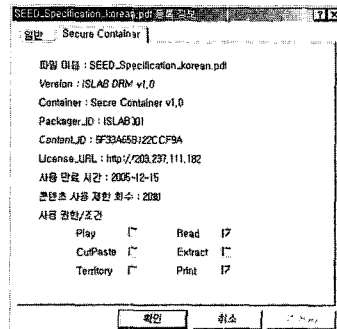 SEED_Specification_korean.pdf 등록 정보
일반 Secure Container
파일 이름 : SEED_Specification_korean.pdf
Version : ISLAB DRM v1.0
Container : Secre Container v1.0
Packager_ID : ISLAB001
Content_ID : 5F33A65B122CCF9A
License_URL : http://203.237.111.182
사용 만료 시간 : 2005-12-15
콘텐츠 사용 제한 회수 : 2000
사용 권한/조건
Play Read
CutPaste Extract
Territory Print
확인 취소